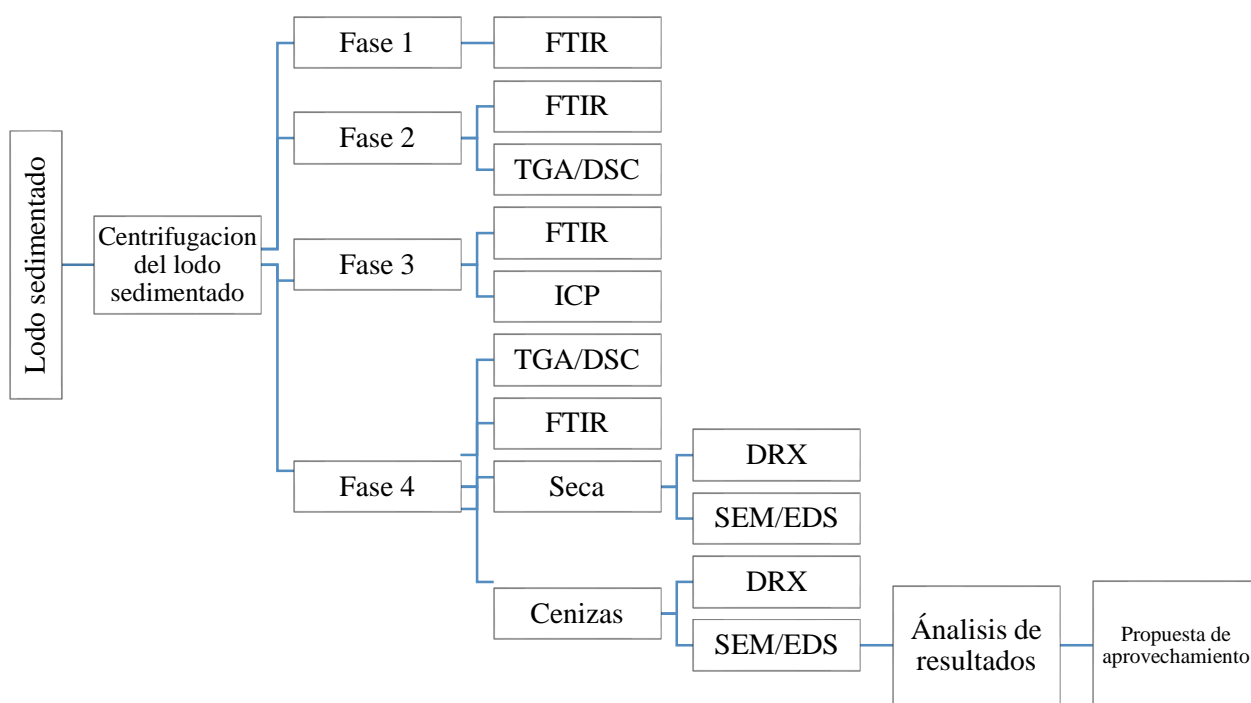 Lodo sedimentado
Centrifugacion
del lodo
sedimentado
Fase 1
FTIR
Fase 2
FTIR
TGA/DSC
Fase 3
FTIR
ICP
Fase 4
TGA/DSC
FTIR
Seca
DRX
SEM/EDS
Cenizas
DRX
SEM/EDS
Ánalisis de
resultados
Propuesta de
aprovechamiento